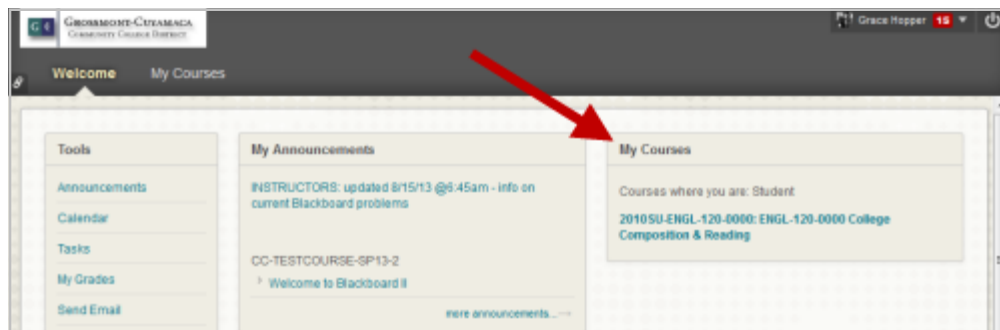 GROSSMONT-CUYAMACA
COMMUNITY COLLEGE DISTRICT
Grace Hopper 15
Welcome My Courses
Tools
Announcements
Calendar
Tasks
My Grades
Send Email
My Announcements
INSTRUCTORS: updated 8/15/13 @6:45am - info on
current Blackboard problems
CC-TESTCOURSE-SP13-2
Welcome to Blackboard II
more announcements...
My Courses
Courses where you are: Student
2010SU-ENGL-120-0000: ENGL-120-0000 College
Composition & Reading